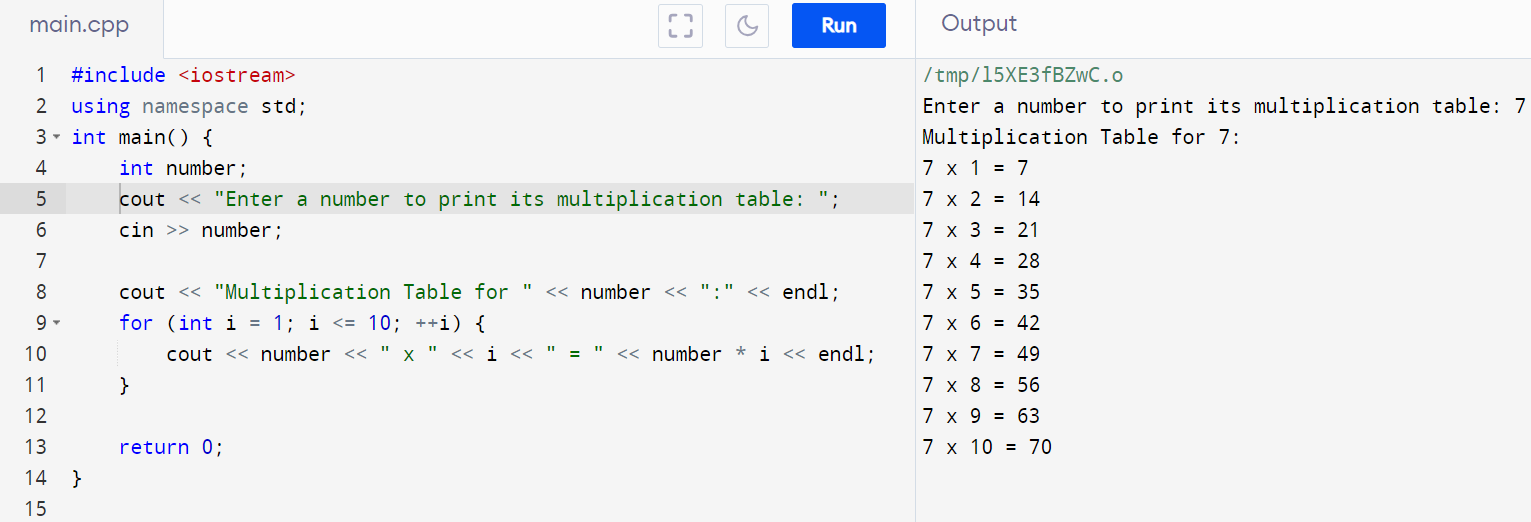 main.cpp
Run
Output
1 #include <iostream>
2 using namespace std;
3 int main() {
4     int number;
5     cout << "Enter a number to print its multiplication table: ";
6     cin >> number;
7
8     cout << "Multiplication Table for " << number << ":" << endl;
9     for (int i = 1; i <= 10; ++i) {
10         cout << number << " x " << i << " = " << number * i << endl;
11     }
12
13     return 0;
14 }
15
/tmp/l5XE3fBZwC.o
Enter a number to print its multiplication table: 7
Multiplication Table for 7:
7 x 1 = 7
7 x 2 = 14
7 x 3 = 21
7 x 4 = 28
7 x 5 = 35
7 x 6 = 42
7 x 7 = 49
7 x 8 = 56
7 x 9 = 63
7 x 10 = 70